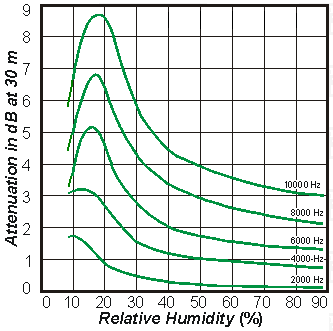 Attenuation in dB at 30 m
9
8
7
6
5
4
3
2
1
0
10000 Hz
8000 Hz
6000 Hz
4000-Hz
2000 Hz
0 10 20 30 40 50 60 70 80 90
Relative Humidity (%)